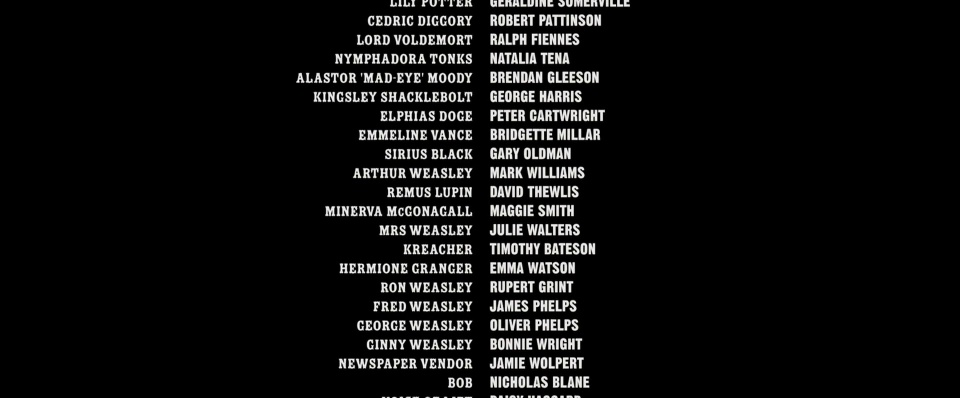 LILY POTTER GERALDINE SOMERVILLE
CEDRIC DIGGORY ROBERT PATTINSON
LORD VOLDEMORT RALPH FIENNES
NYMPHADORA TONKS NATALIA TENA
ALASTOR 'MAD-EYE' MOODY BRENDAN GLEESON
KINGSLEY SHACKLEBOLT GEORGE HARRIS
ELPHIAS DOGE PETER CARTWRIGHT
EMMELINE VANCE BRIDGETTE MILLAR
SIRIUS BLACK GARY OLDMAN
ARTHUR WEASLEY MARK WILLIAMS
REMUS LUPIN DAVID THEWLIS
MINERVA McGONAGALL MAGGIE SMITH
MRS WEASLEY JULIE WALTERS
KREACHER TIMOTHY BATESON
HERMIONE GRANGER EMMA WATSON
RON WEASLEY RUPERT GRINT
FRED WEASLEY JAMES PHELPS
GEORGE WEASLEY OLIVER PHELPS
GINNY WEASLEY BONNIE WRIGHT
NEWSPAPER VENDOR JAMIE WOLPERT
BOB NICHOLAS BLANE